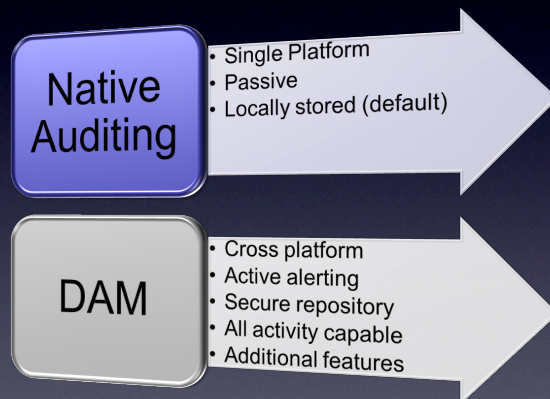 Native
Auditing
• Single Platform
• Passive
• Locally stored (default)
DAM
• Cross platform
• Active alerting
• Secure repository
• All activity capable
• Additional features